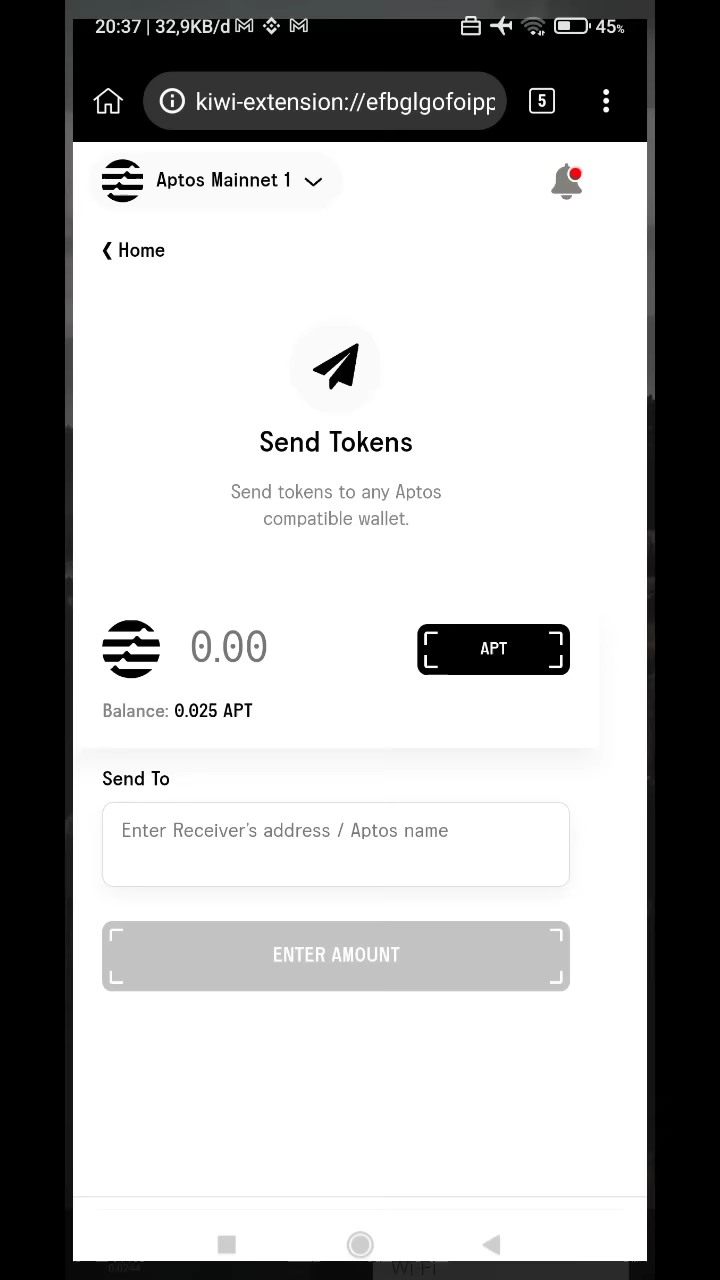 20:37 | 32,9KB/d
45%
kiwi-extension://efbglgofoipp
5
Aptos Mainnet 1
❮ Home
Send Tokens
Send tokens to any Aptos
compatible wallet.
0.00
APT
Balance: 0.025 APT
Send To
Enter Receiver's address / Aptos name
ENTER AMOUNT
Wi-Fi